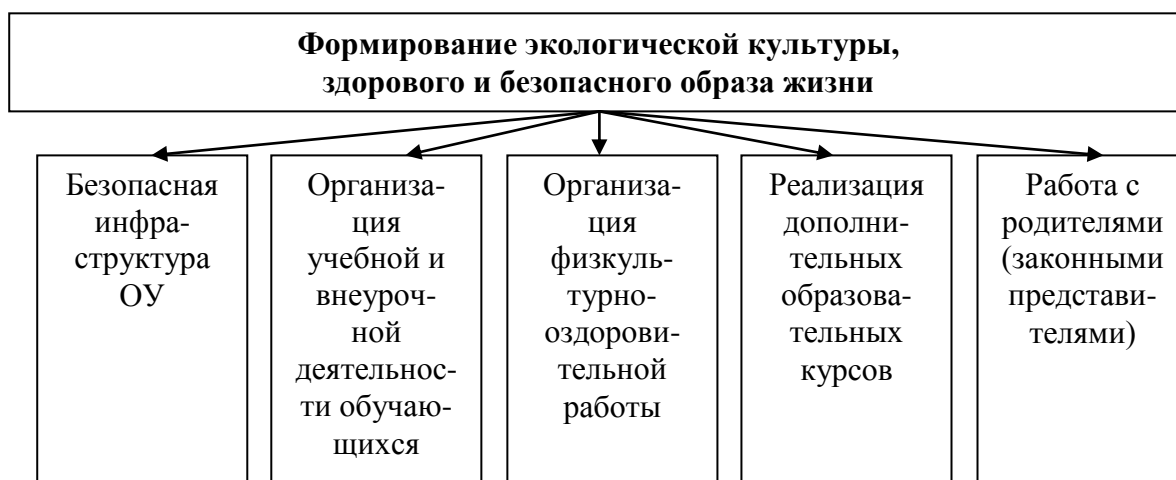 Формирование экологической культуры,
здорового и безопасного образа жизни
Безопасная
инфра-
структура
ОУ
Организа-
ция
учебной и
внеуроч-
ной
деятельнос-
ти обучаю-
щихся
Организа-
ция
физкуль-
турно-
оздорови-
тельной
работы
Реализация
дополни-
тельных
образова-
тельных
курсов
Работа с
родителями
(законными
представи-
телями)